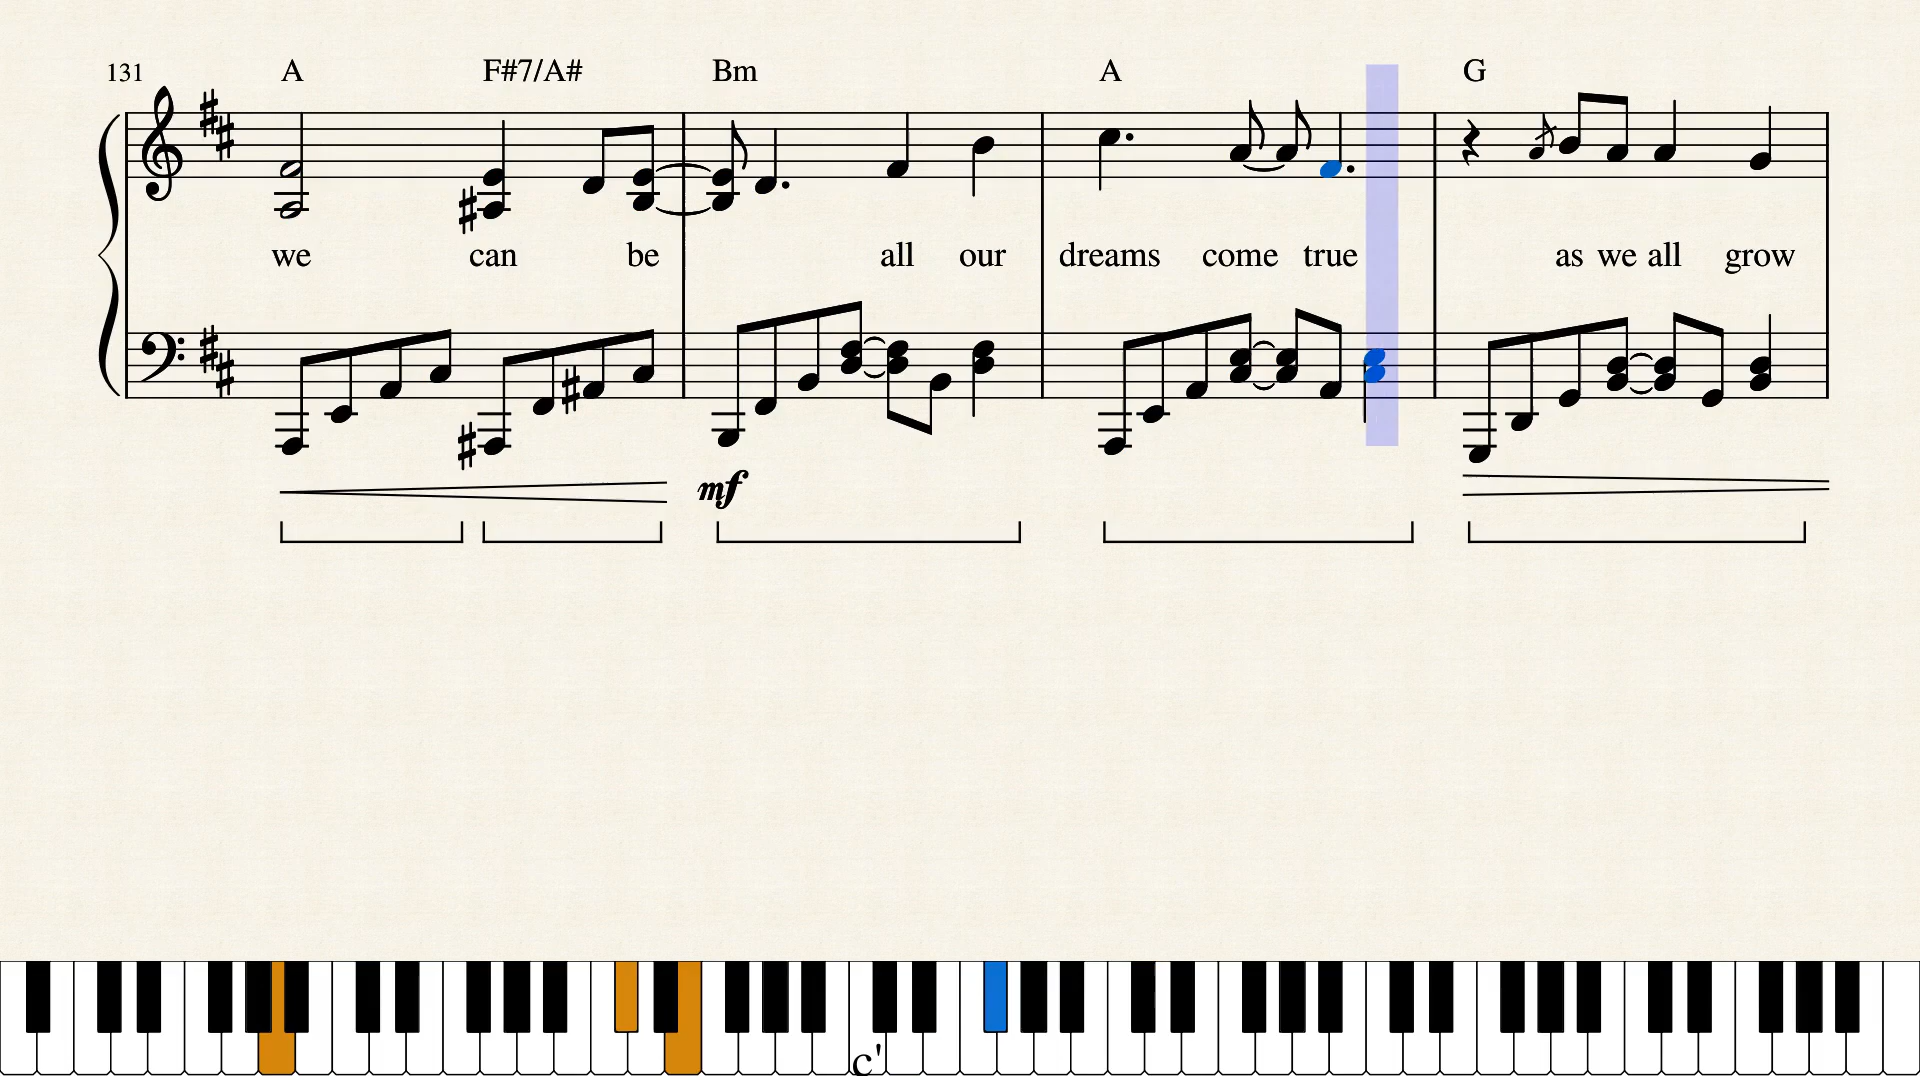 131 A F#7/A# Bm A G
we can be all our dreams come true as we all grow
mf
c'